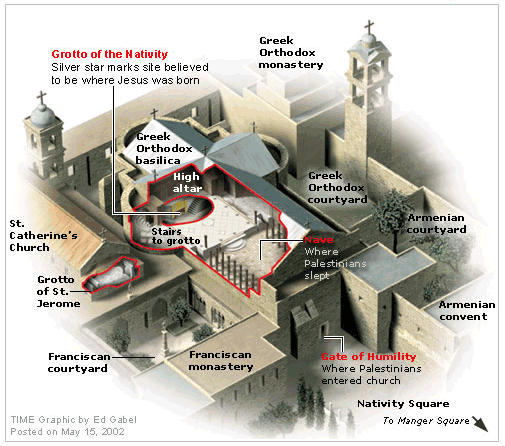 Grotto of the Nativity
Silver star marks site believed
to be where Jesus was born
Greek
Orthodox
monastery
Greek
Orthodox
basilica
High
altar
Greek
Orthodox
courtyard
Armenian
courtyard
St.
Catherine's
Church
Stairs
to grotto
Nave
Where
Palestinians
slept
Grotto
of St.
Jerome
Armenian
convent
Franciscan
courtyard
Franciscan
monastery
Gate of Humility
Where Palestinians
entered church
Nativity Square
To Manger Square
TIME Graphic by Ed Gabel
Posted on May 15, 2002